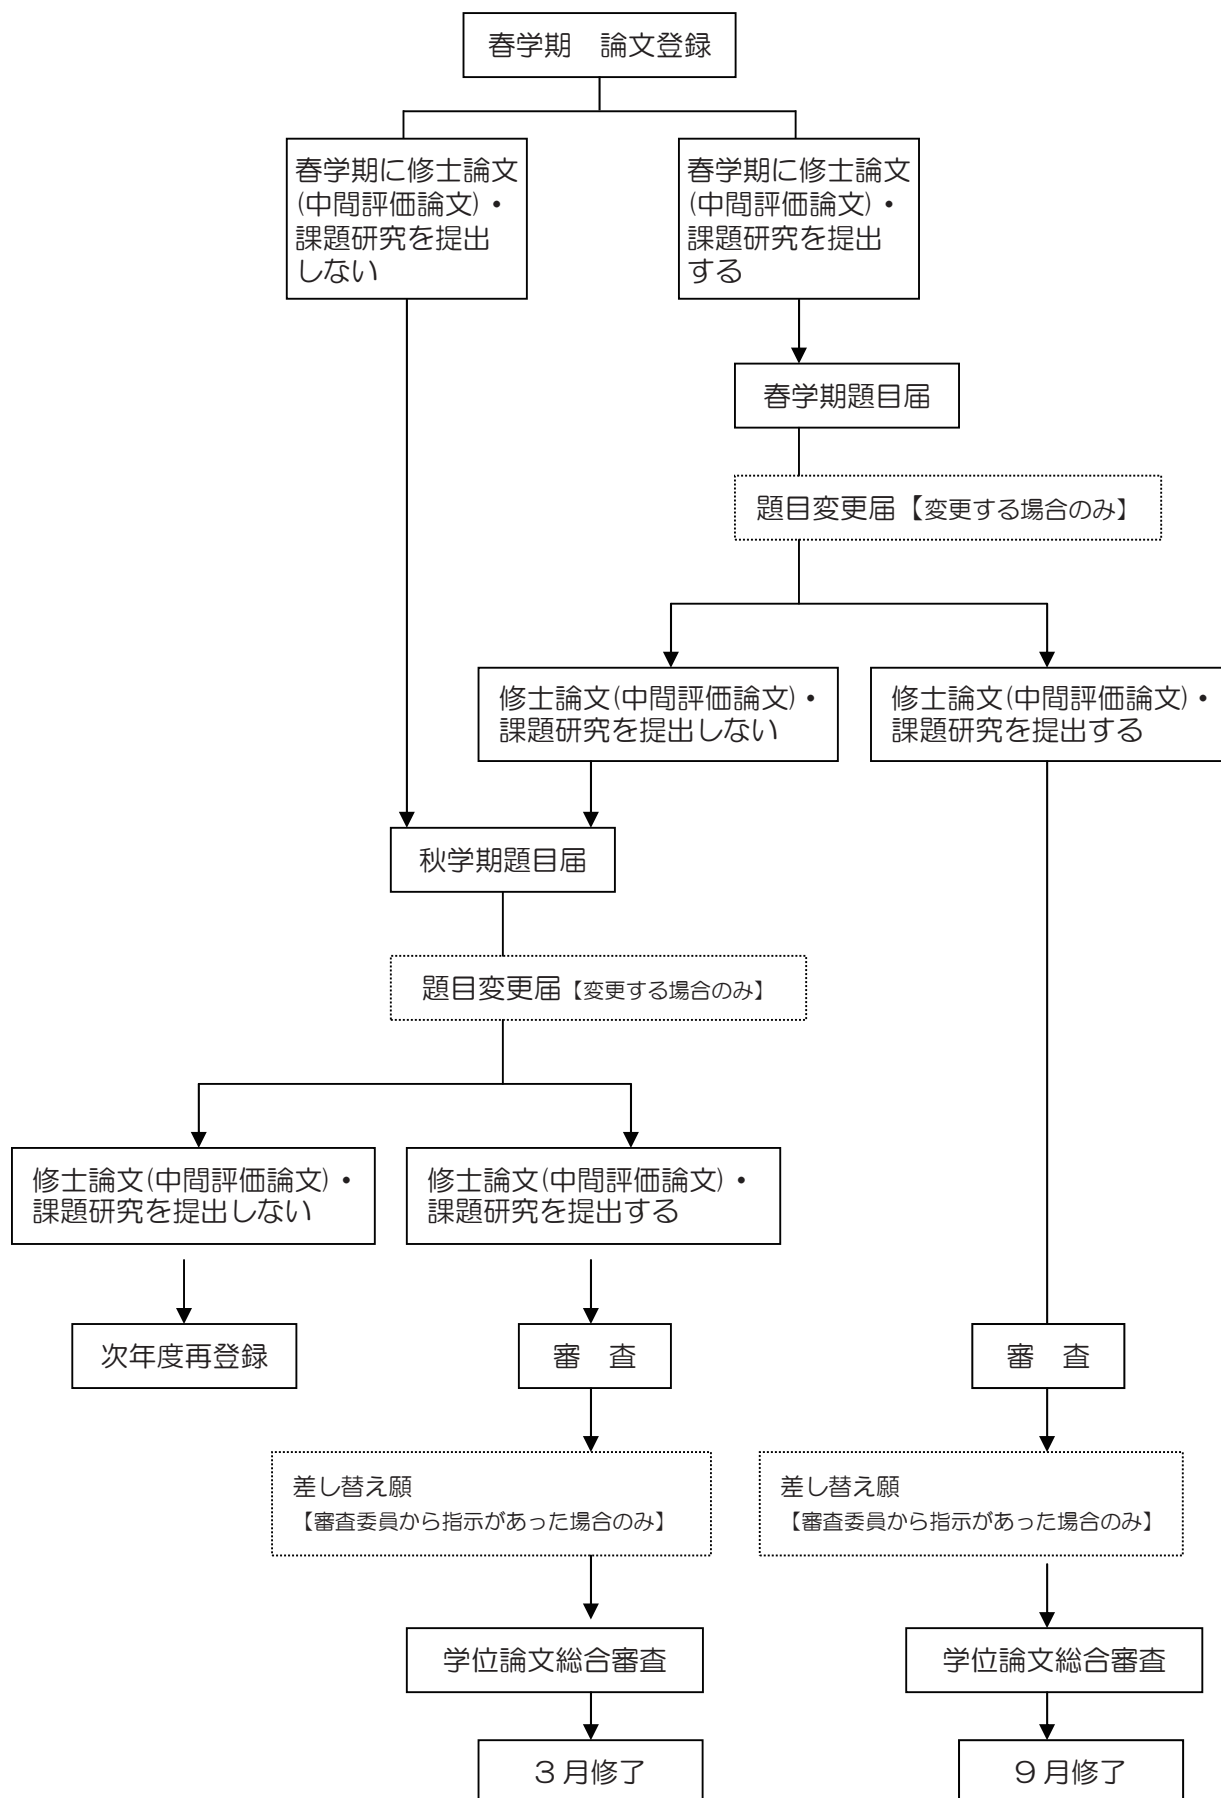 春学期　論文登録
春学期に修士論文
(中間評価論文)・
課題研究を提出
しない
春学期に修士論文
(中間評価論文)・
課題研究を提出
する
春学期題目届
題目変更届【変更する場合のみ】
修士論文(中間評価論文)・
課題研究を提出しない
修士論文(中間評価論文)・
課題研究を提出する
秋学期題目届
題目変更届【変更する場合のみ】
修士論文(中間評価論文)・
課題研究を提出しない
修士論文(中間評価論文)・
課題研究を提出する
次年度再登録
審　査
審　査
差し替え願
【審査委員から指示があった場合のみ】
差し替え願
【審査委員から指示があった場合のみ】
学位論文総合審査
学位論文総合審査
３月修了
９月修了